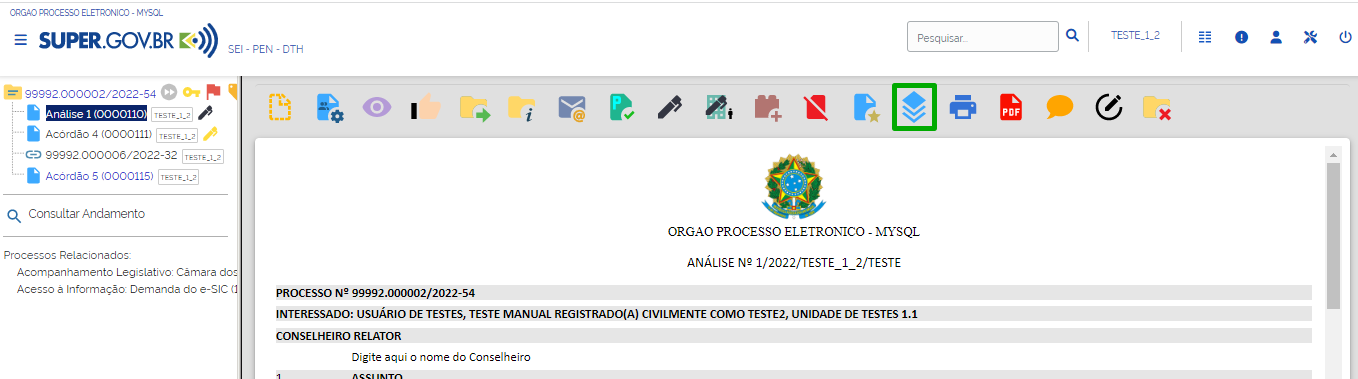 ORGAO PROCESSO ELETRONICO - MYSQL
SUPER.GOV.BR
SEI - PEN - DTH
Pesquisar..
TESTE_1_2
99992.000002/2022-54
Análise 1 (0000110) TESTE_1_2
Acórdão 4 (0000111) TESTE_1_2
99992.000006/2022-32 TESTE_1_2
Acórdão 5 (0000115) TESTE_1_2
Consultar Andamento
Processos Relacionados:
Acompanhamento Legislativo: Câmara dos
Acesso à Informação: Demanda do e-SIC (1
PDF
ORGAO PROCESSO ELETRONICO - MYSQL
ANÁLISE Nº 1/2022/TESTE_1_2/TESTE
PROCESSO Nº 99992.000002/2022-54
INTERESSADO: USUÁRIO DE TESTES, TESTE MANUAL REGISTRADO(A) CIVILMENTE COMO TESTE2, UNIDADE DE TESTES 1.1
CONSELHEIRO RELATOR
Digite aqui o nome do Conselheiro
1 ASSUNTO